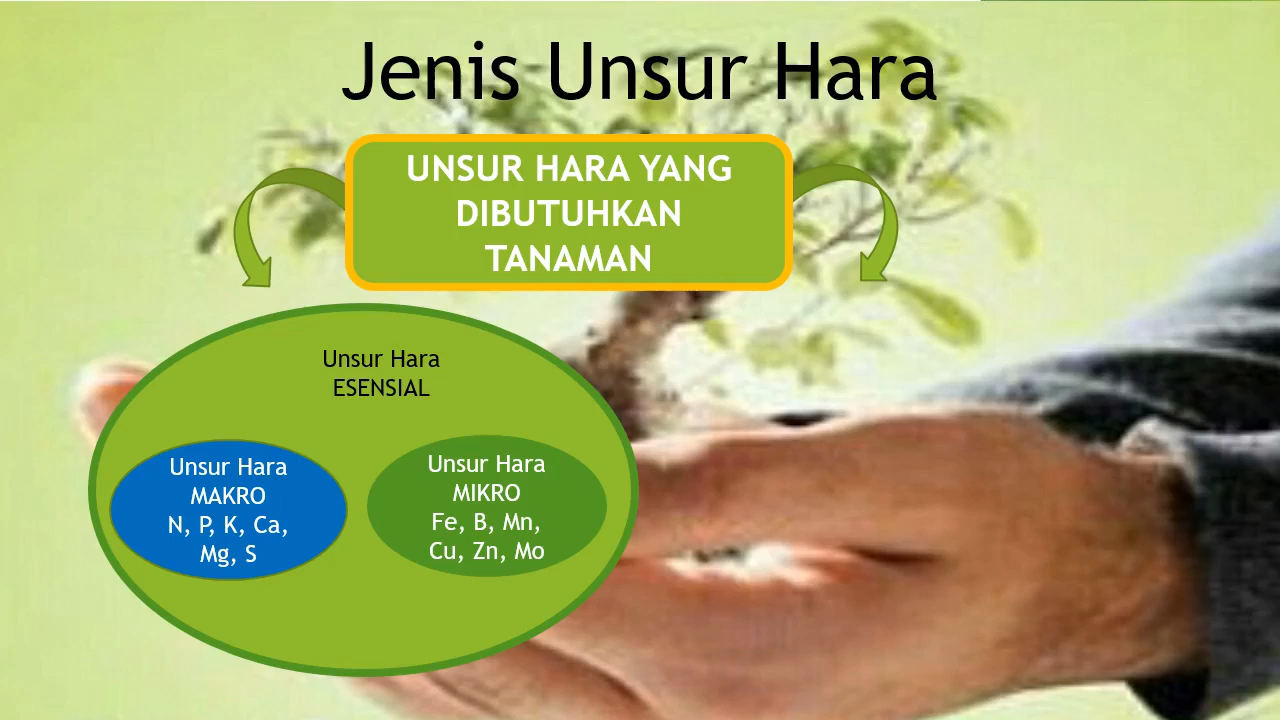 Jenis Unsur Hara
UNSUR HARA YANG
DIBUTUHKAN
TANAMAN
Unsur Hara
ESENSIAL
Unsur Hara
MAKRO
N, P, K, Ca,
Mg, S
Unsur Hara
MIKRO
Fe, B, Mn,
Cu, Zn, Mo